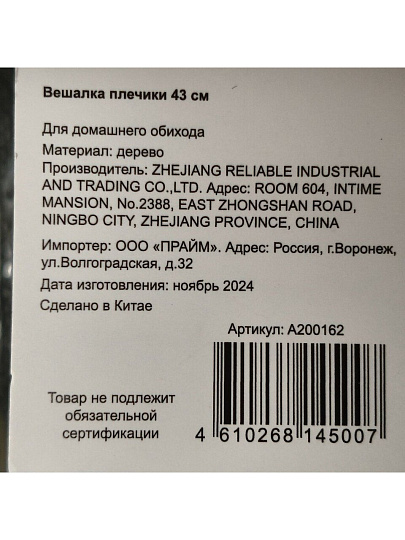 Вешалка плечики 43 см
Для домашнего обихода
Материал: дерево
Производитель: ZHEJIANG RELIABLE INDUSTRIAL
AND TRADING CO.,LTD. Адрес: ROOM 604, INTIME
MANSION, No.2388, EAST ZHONGSHAN ROAD,
NINGBO CITY, ZHEJIANG PROVINCE, CHINA
Импортер: ООО «ПРАЙМ». Адрес: Россия, г.Воронеж,
ул.Волгоградская, д.32
Дата изготовления: ноябрь 2024
Сделано в Китае
Артикул: A200162
Товар не подлежит
обязательной
сертификации
4 610268 145007